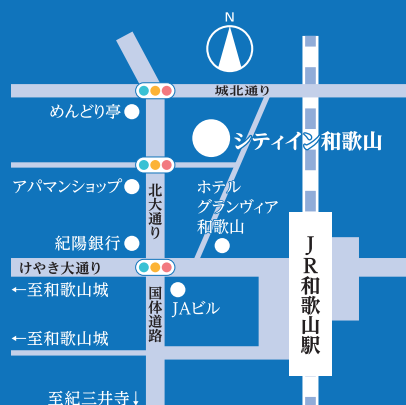 N
城北通り
めんどり亭
シティイン和歌山
アパマンショップ
北大通り
ホテル
グランヴィア
和歌山
紀陽銀行
けやき大通り
JR和歌山駅
←至和歌山城
国体道路
JAビル
←至和歌山城
至紀三井寺↓